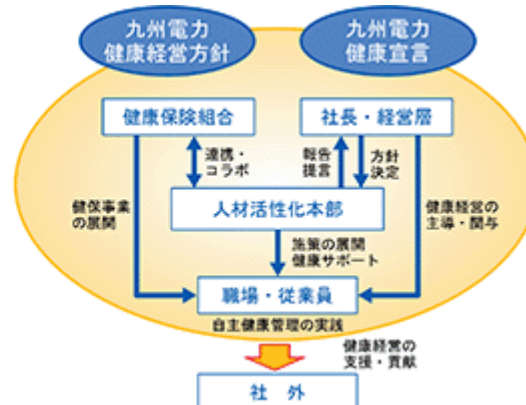 九州電力
健康経営方針
九州電力
健康宣言
健康保険組合
社長・経営層
連携・
コラボ
報告
提言
方針
決定
人材活性化本部
健保事業
の展開
健康経営の
主導・関与
施策の展開
健康サポート
職場・従業員
自主健康管理の実践
健康経営の
支援・貢献
社 外